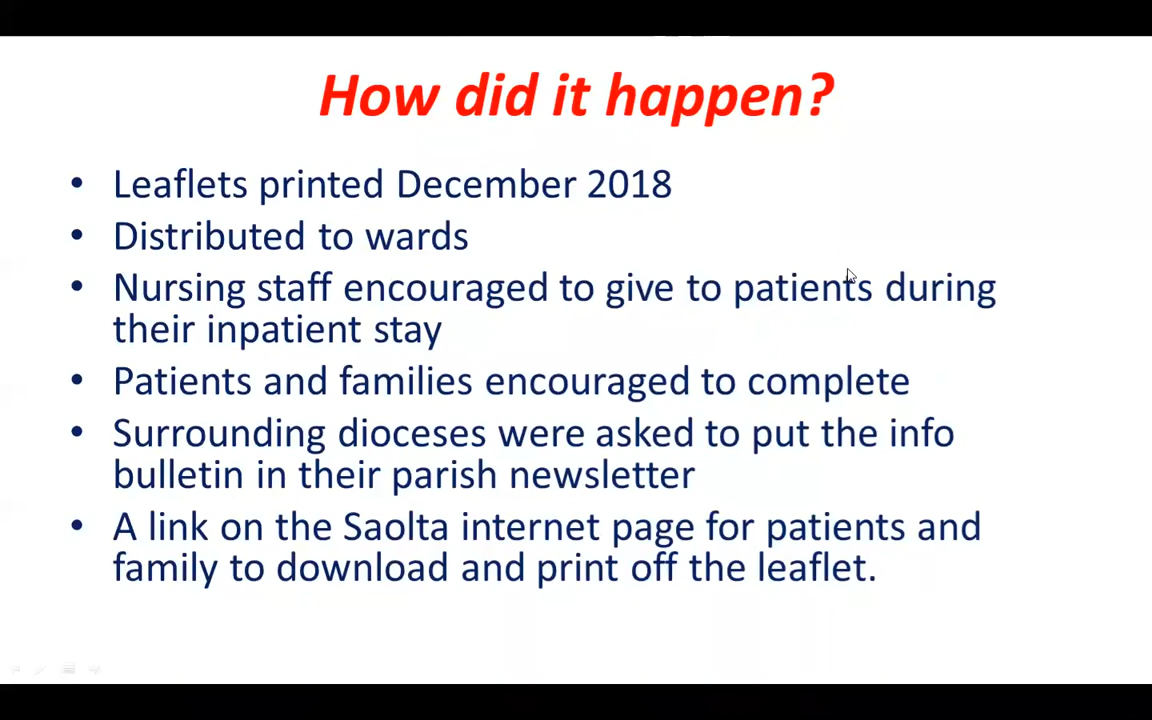 How did it happen?
• Leaflets printed December 2018
• Distributed to wards
• Nursing staff encouraged to give to patients during
their inpatient stay
• Patients and families encouraged to complete
• Surrounding dioceses were asked to put the info
bulletin in their parish newsletter
• A link on the Saolta internet page for patients and
family to download and print off the leaflet.